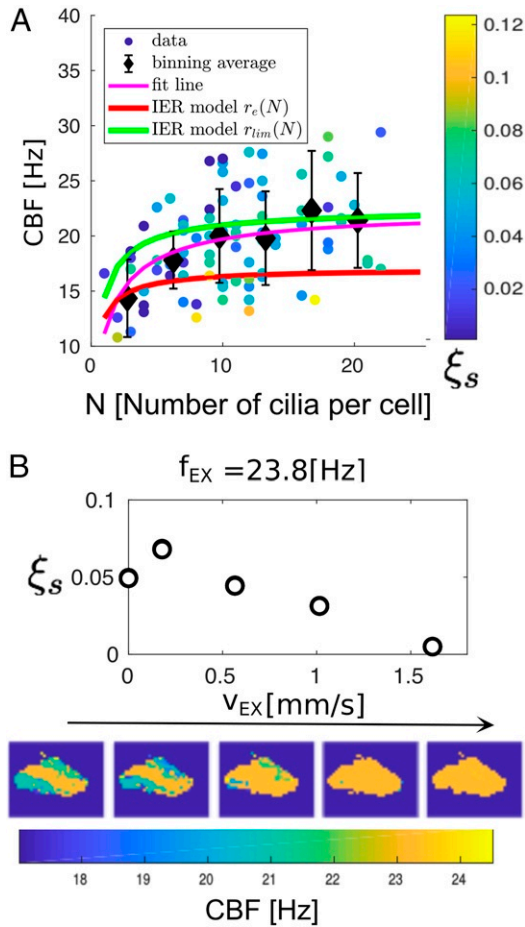 A
40
35
30
25
20
15
10
CBF [Hz]
data
binning average
fit line
IER model r_e(N)
IER model r_{lim}(N)
0
10
20
N [Number of cilia per cell]
0.12
0.1
0.08
0.06
0.04
0.02
ξ_s
B
f_EX =23.8[Hz]
0.1
0.05
0
ξ_s
0
0.5
1
1.5
v_EX[mm/s]
18
19
20
21
22
23
24
CBF [Hz]